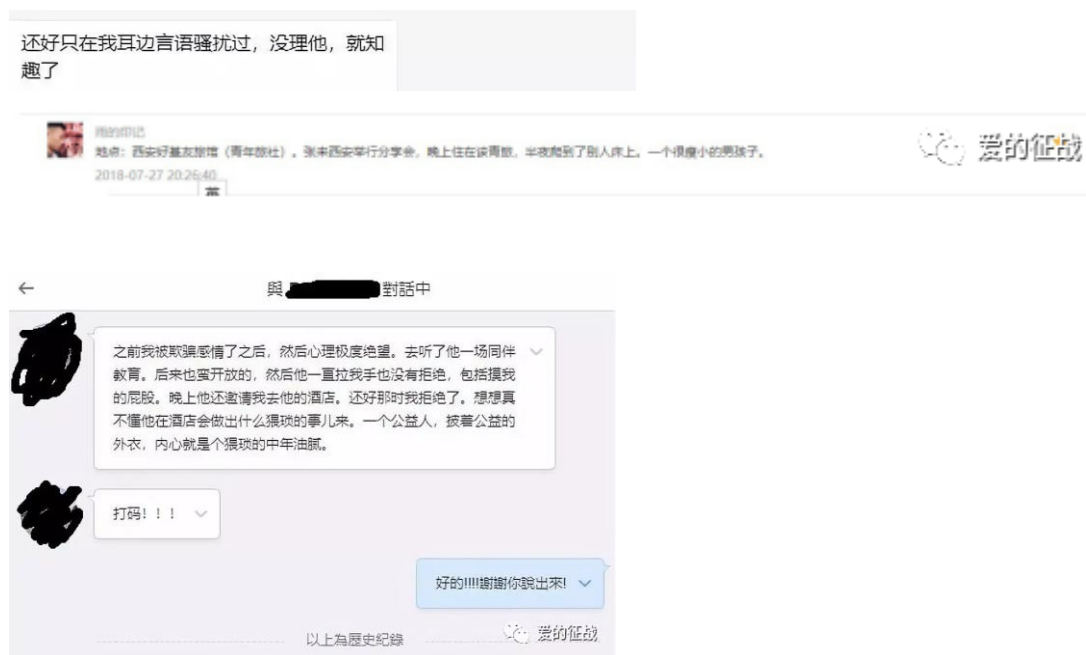 还好只在我耳边言语骚扰过，没理他，就知
趣了
雨的印记
地点：西安好基友旅馆（青年旅社）。张来西安举行分享会，晚上住在该青旅，半夜爬到了别人床上。一个很瘦小的男孩子。
2018-07-27 20:26:40
英
爱的征战
←
與
對話中
之前我被欺骗感情了之后，然后心理极度绝望。去听了他一场同伴
教育。后来也蛮开放的，然后他一直拉我手也没有拒绝，包括摸我
的屁股。晚上他还邀请我去他的酒店。还好那时我拒绝了。想想真
不懂他在酒店会做出什么猥琐的事儿来。一个公益人，披着公益的
外衣，内心就是个猥琐的中年油腻。
打码！！！
好的!!!!謝謝你說出來!
以上為歷史紀錄
爱的征战